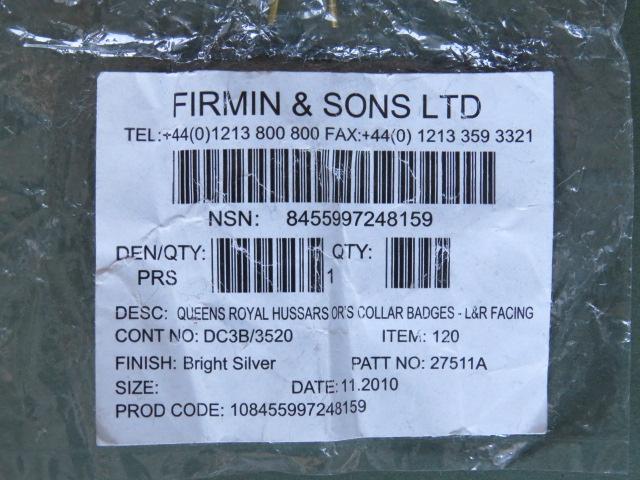 FIRMIN & SONS LTD
TEL:+44(0)1213 800 800 FAX:+44(0) 1213 359 3321
NSN: 8455997248159
DEN/QTY: QTY:
PRS 1
DESC: QUEENS ROYAL HUSSARS OR'S COLLAR BADGES - L&R FACING
CONT NO: DC3B/3520 ITEM: 120
FINISH: Bright Silver PATT NO: 27511A
SIZE: DATE: 11.2010
PROD CODE: 108455997248159